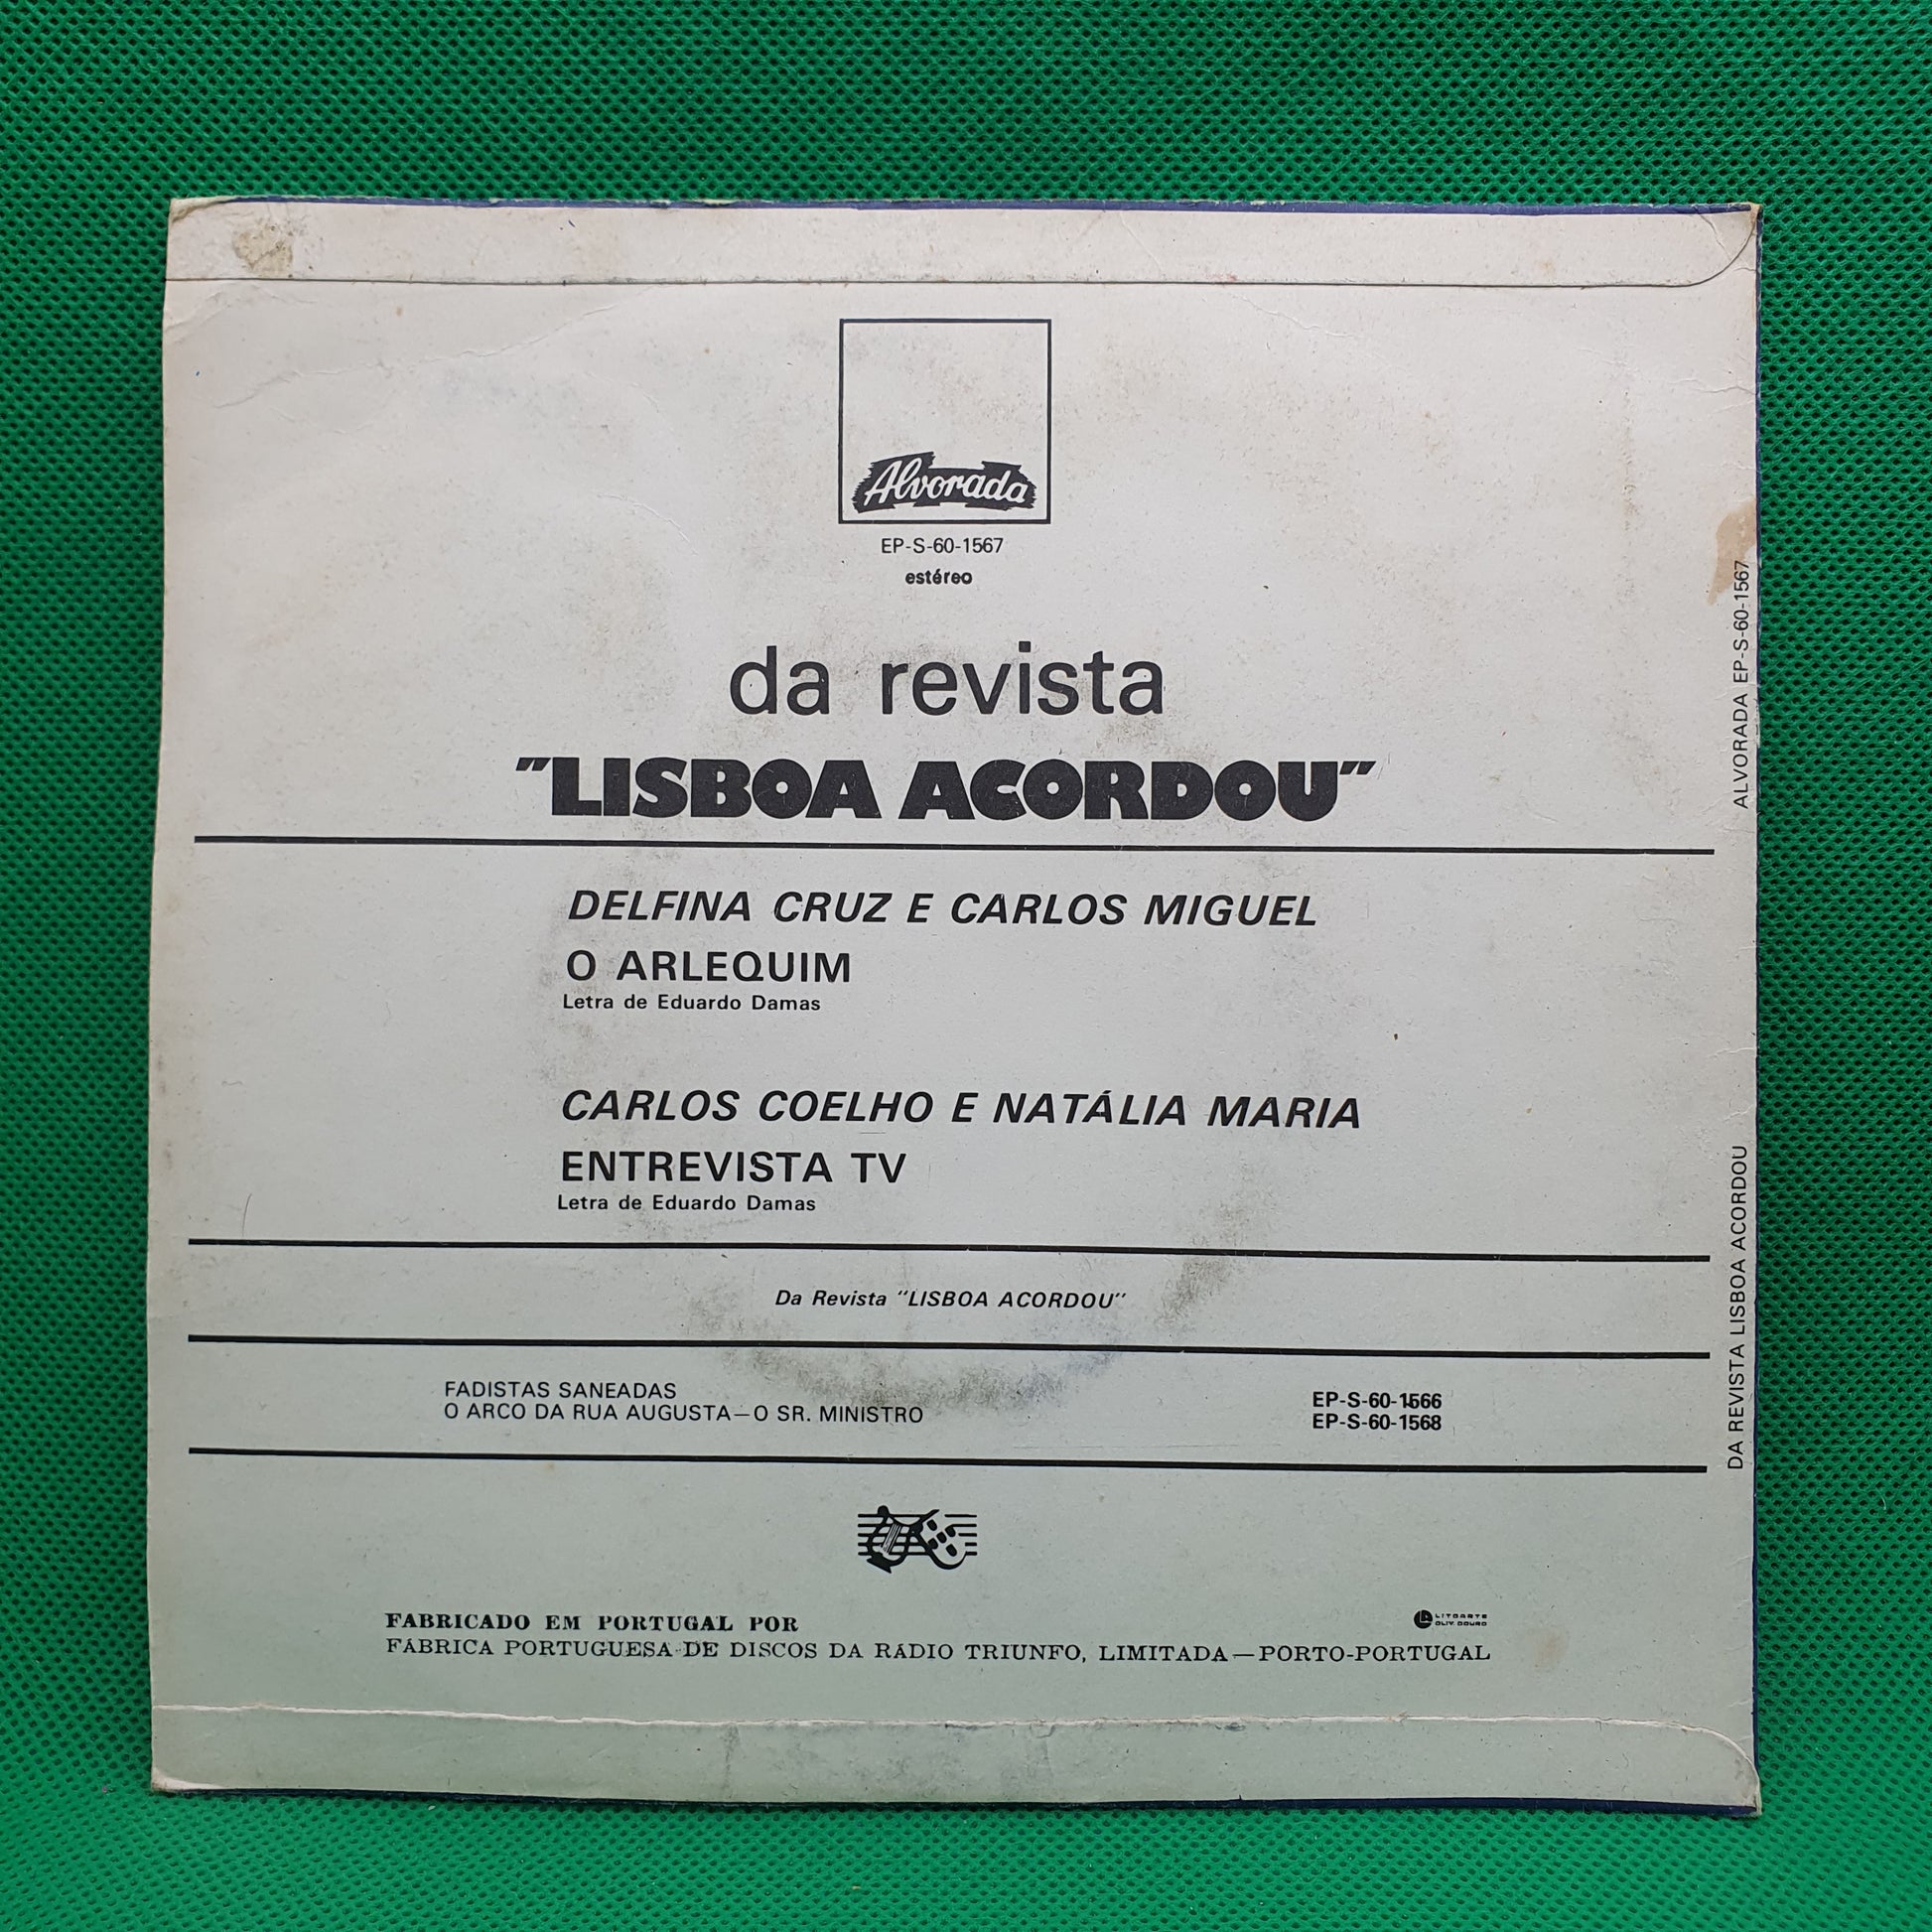 Alvorada
EP-S-60-1567
estéreo
da revista
"LISBOA ACORDOU"
DELFINA CRUZ E CARLOS MIGUEL
O ARLEQUIM
Letra de Eduardo Damas
CARLOS COELHO E NATÁLIA MARIA
ENTREVISTA TV
Letra de Eduardo Damas
Da Revista "LISBOA ACORDOU"
FADISTAS SANEADAS EP-S-60-1566
O ARCO DA RUA AUGUSTA—O SR. MINISTRO EP-S-60-1568
FABRICADO EM PORTUGAL POR
LITOARTE
OLIV. DOURO
FÁBRICA PORTUGUESA DE DISCOS DA RÁDIO TRIUNFO, LIMITADA—PORTO-PORTUGAL
ALVORADA EP-S-60-1567
DA REVISTA LISBOA ACORDOU